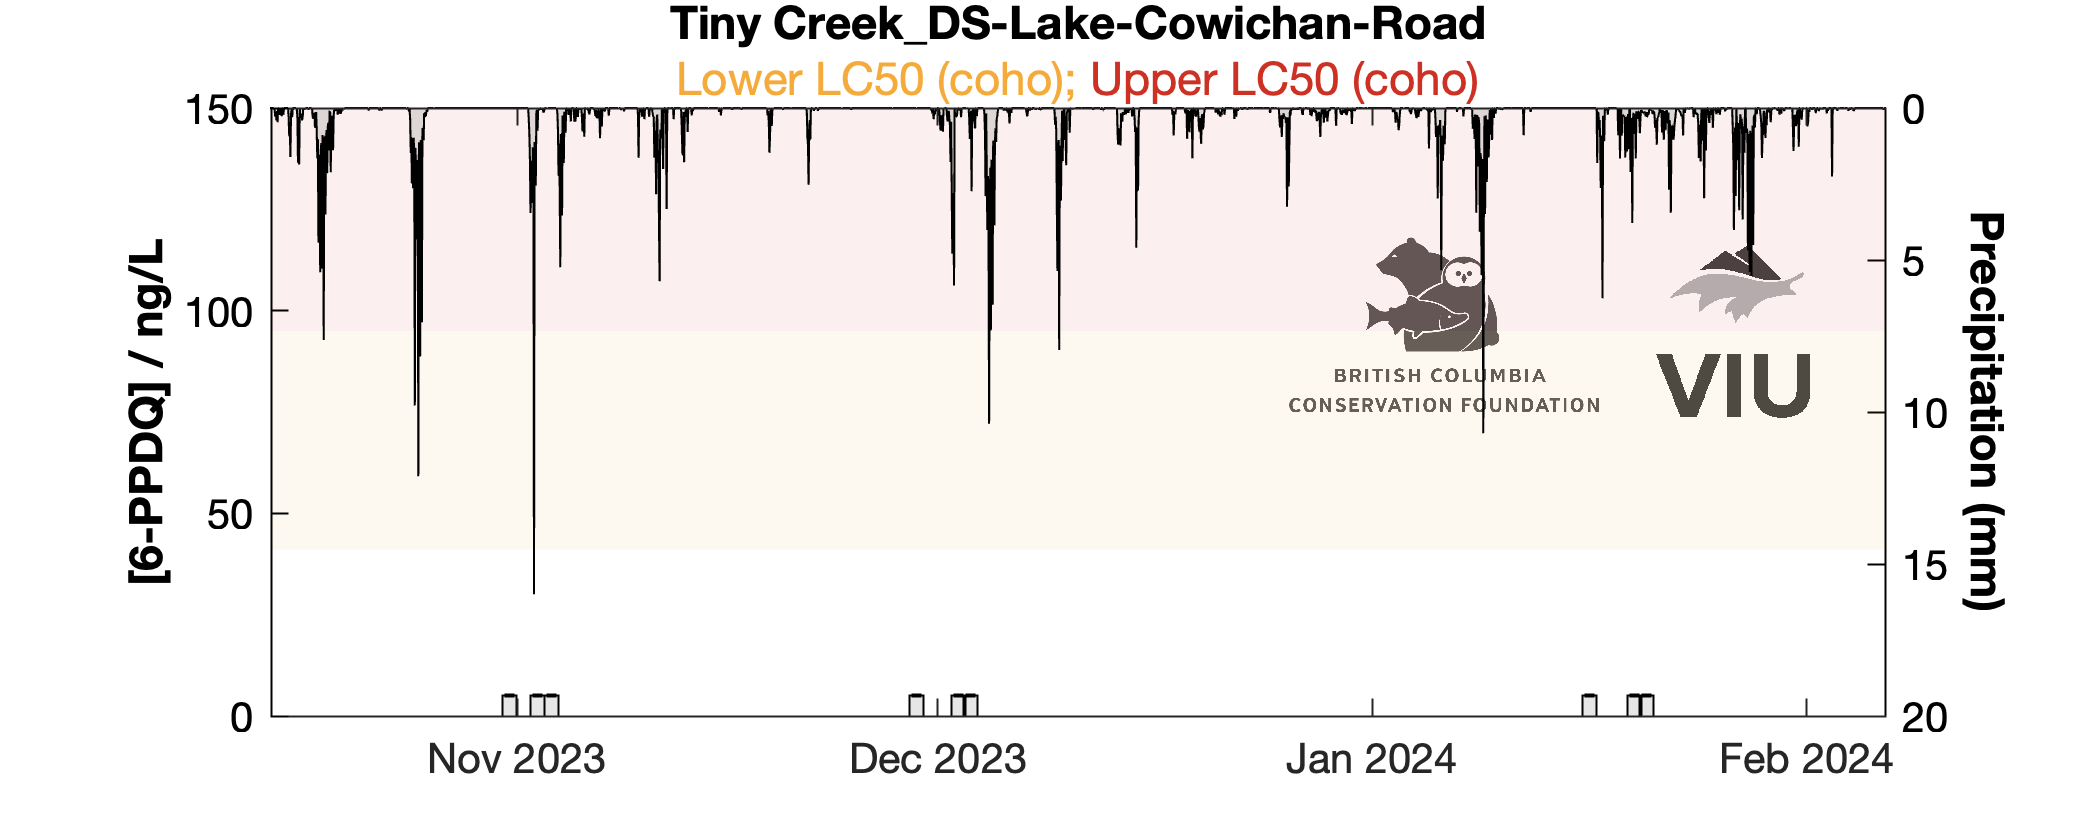 Tiny Creek_DS-Lake-Cowichan-Road
Lower LC50 (coho); Upper LC50 (coho)
[6-PPDQ] / ng/L
150
100
50
0
Precipitation (mm)
0
5
10
15
20
BRITISH COLUMBIA
CONSERVATION FOUNDATION
VIU
Nov 2023
Dec 2023
Jan 2024
Feb 2024